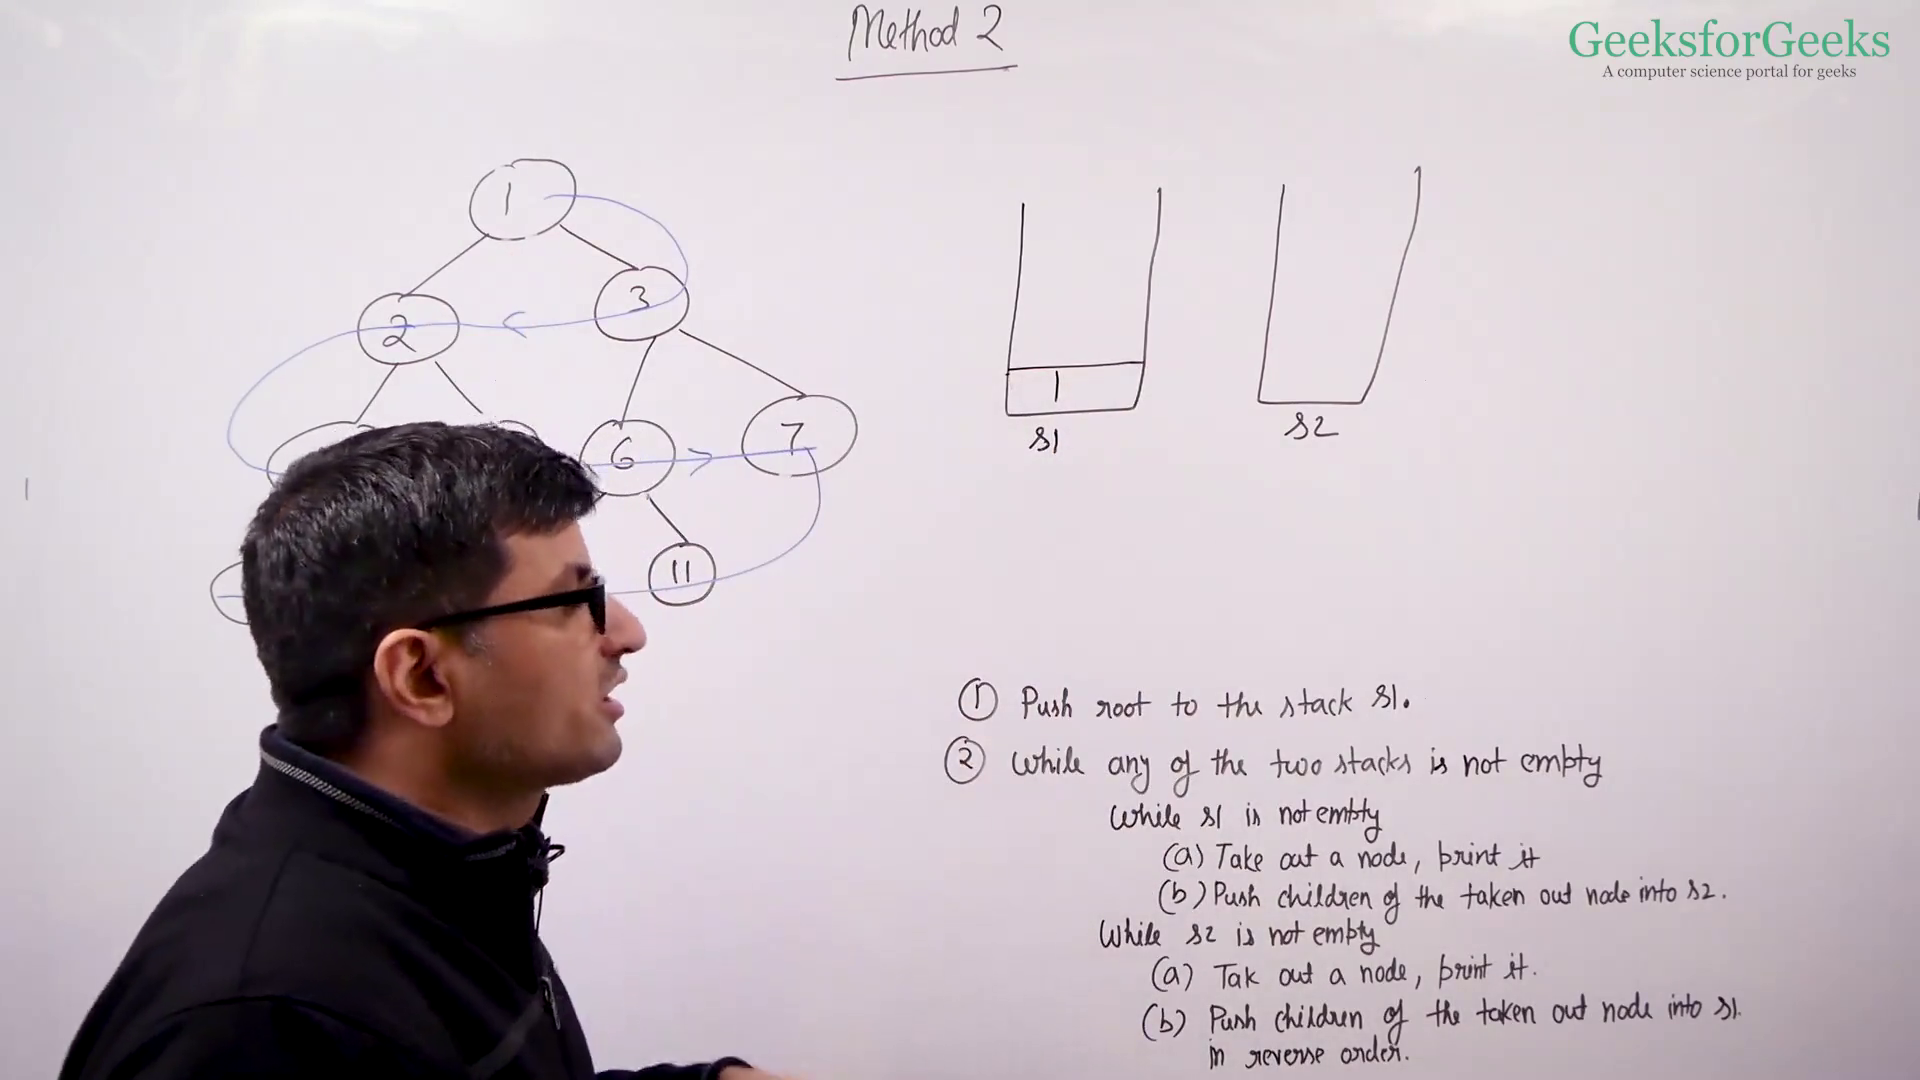 Method 2
GeeksforGeeks
A computer science portal for geeks
1
2
3
6
7
11
1
s1
s2
① Push root to the stack s1.
② While any of the two stacks is not empty
While s1 is not empty
(a) Take out a node, print it
(b) Push children of the taken out node into s2.
While s2 is not empty
(a) Tak out a node, print it.
(b) Push children of the taken out node into s1.
in reverse order.